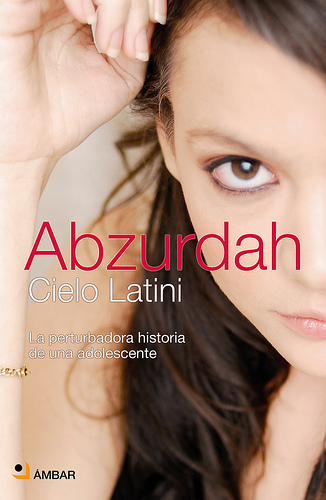 Abzurdah
Cielo Latini
La perturbadora historia
de una adolescente
ÁMBAR